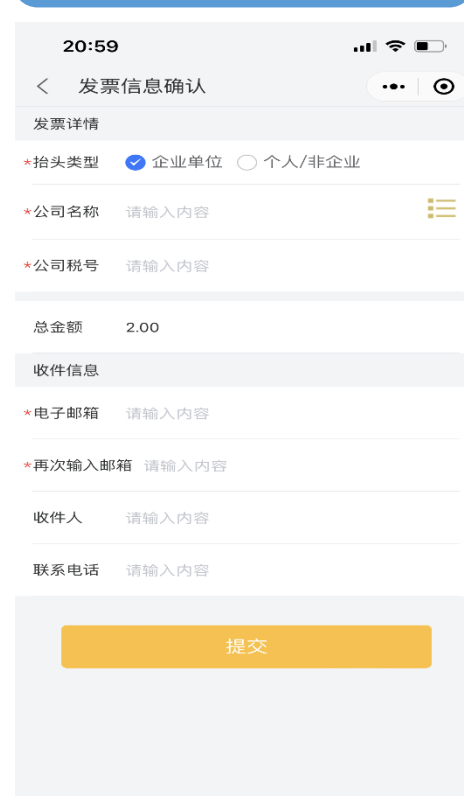 20:59
发票信息确认
发票详情
*抬头类型 企业单位 个人/非企业
*公司名称 请输入内容
*公司税号 请输入内容
总金额 2.00
收件信息
*电子邮箱 请输入内容
*再次输入邮箱 请输入内容
收件人 请输入内容
联系电话 请输入内容
提交